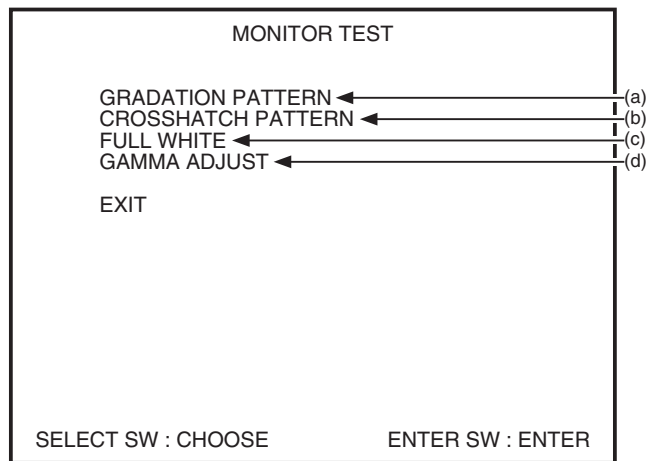 MONITOR TEST
GRADATION PATTERN (a)
CROSSHATCH PATTERN (b)
FULL WHITE (c)
GAMMA ADJUST (d)
EXIT
SELECT SW : CHOOSE ENTER SW : ENTER